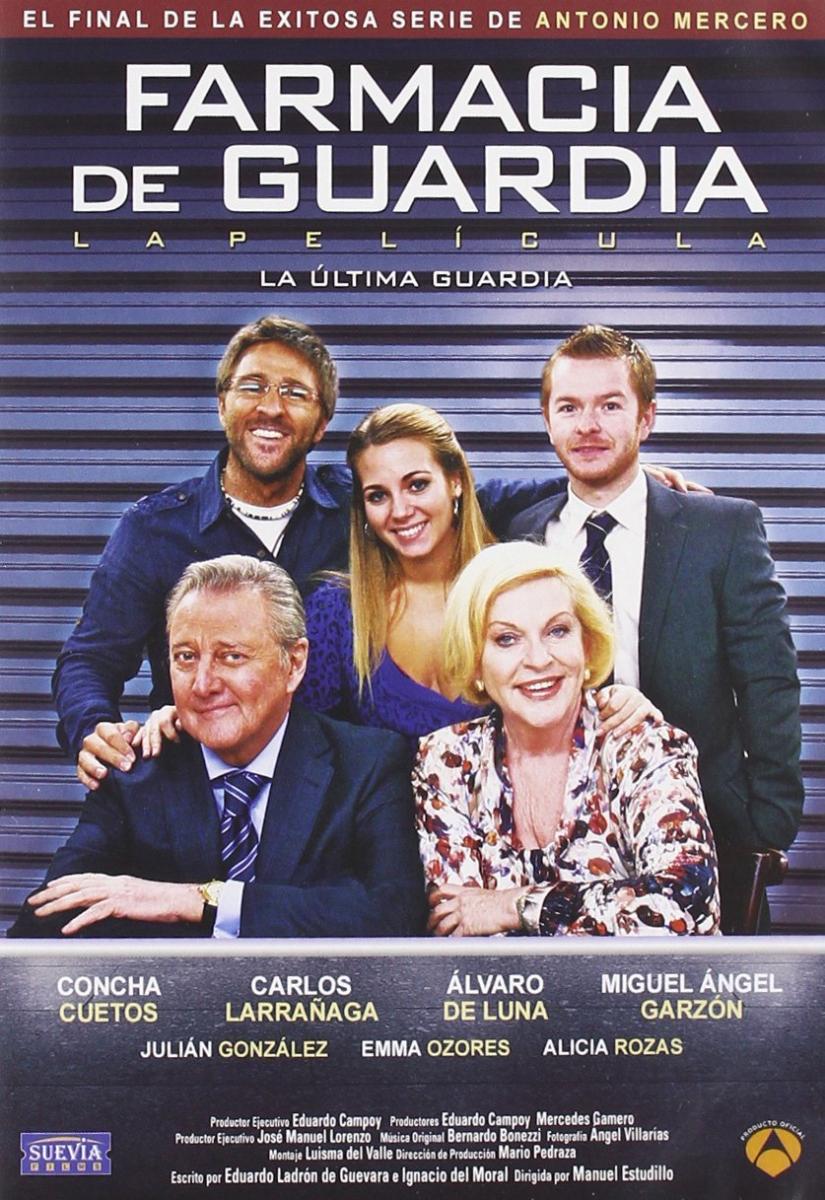 EL FINAL DE LA EXITOSA SERIE DE ANTONIO MERCERO
FARMACIA
DE GUARDIA
LA PELÍCULA
LA ÚLTIMA GUARDIA
CONCHA CUETOS
CARLOS LARRAÑAGA
ÁLVARO DE LUNA
MIGUEL ÁNGEL GARZÓN
JULIÁN GONZÁLEZ EMMA OZORES ALICIA ROZAS
Productor Ejecutivo Eduardo Campoy Productores Eduardo Campoy Mercedes Gamero
Productor Ejecutivo José Manuel Lorenzo Música Original Bernardo Bonezzi Fotografía Ángel Villarías
Montaje Luisma del Valle Dirección de Producción Mario Pedraza
Escrito por Eduardo Ladrón de Guevara e Ignacio del Moral Dirigida por Manuel Estudillo
SUEVIA
FILMS
PRODUCTO OFICIAL
A